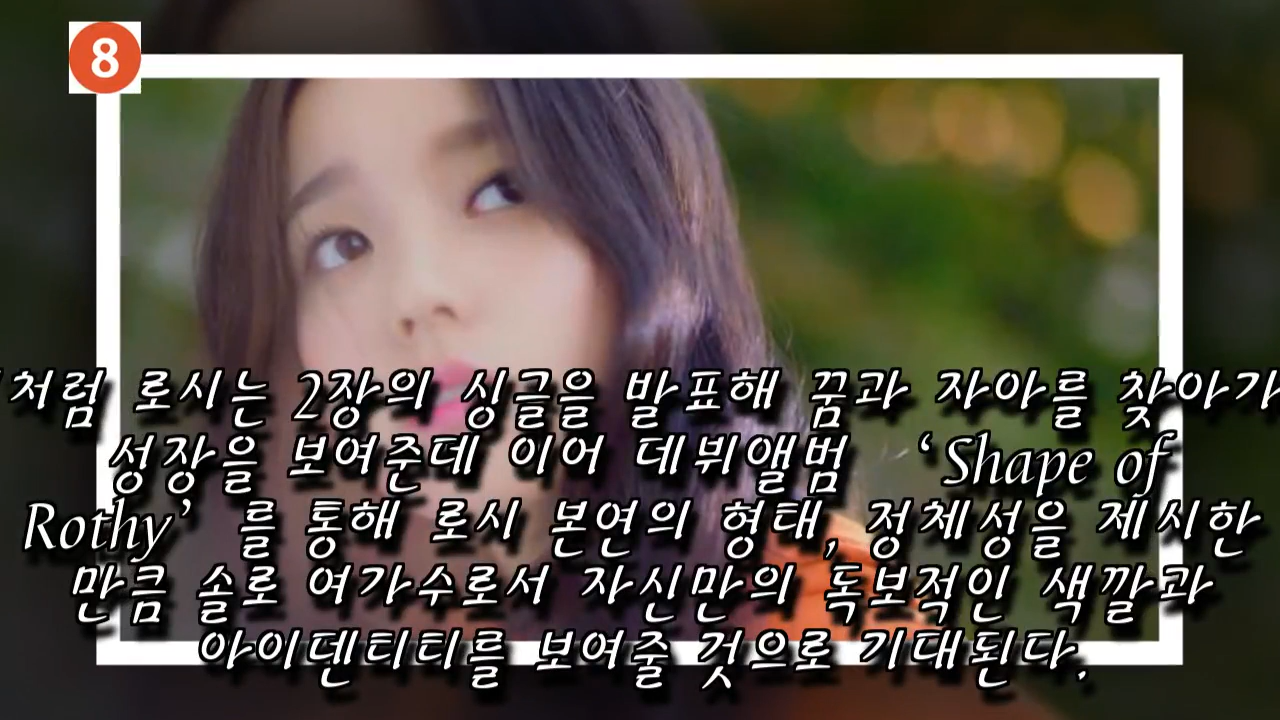 8
처럼 로시는 2장의 싱글을 발표해 꿈과 자아를 찾아가
성장을 보여준데 이어 데뷔앨범 ‘Shape of
Rothy’ 를 통해 로시 본연의 형태, 정체성을 제시한
만큼 솔로 여가수로서 자신만의 독보적인 색깔과
아이덴티티를 보여줄 것으로 기대된다.